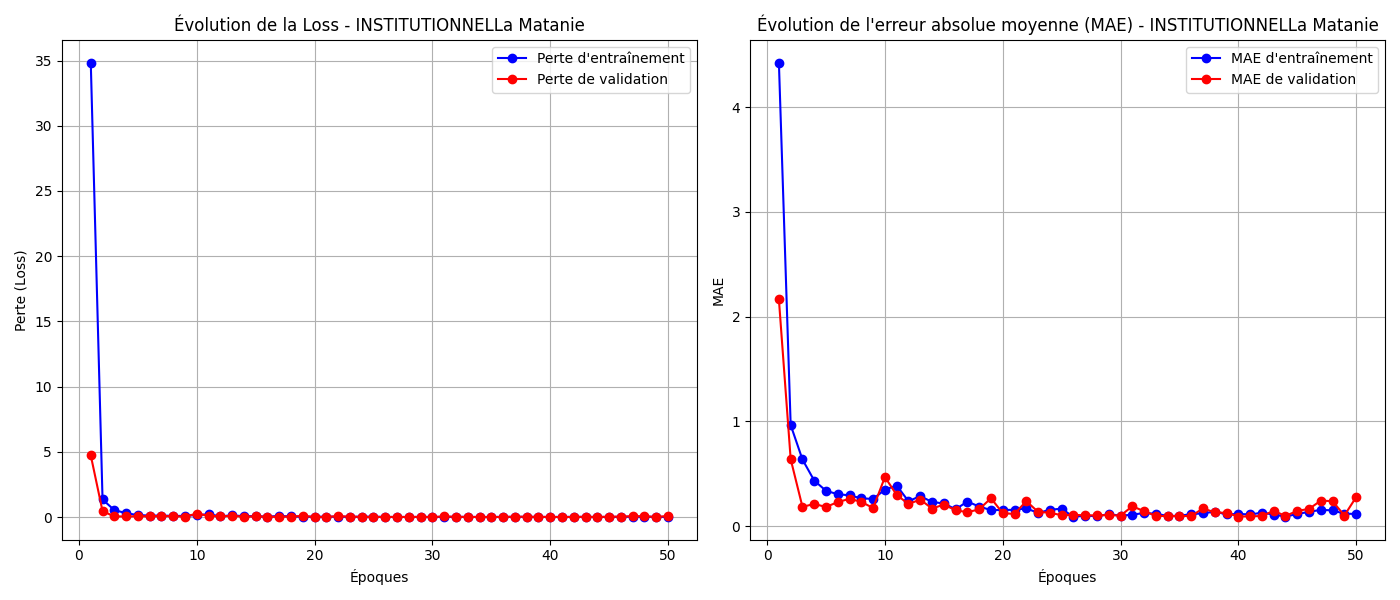 Évolution de la Loss - INSTITUTIONNELLa Matanie
Perte d'entraînement
Perte de validation
35
30
25
20
15
10
5
0
Perte (Loss)
0 10 20 30 40 50
Époques
Évolution de l'erreur absolue moyenne (MAE) - INSTITUTIONNELLa Matanie
MAE d'entraînement
MAE de validation
4
3
2
1
0
MAE
0 10 20 30 40 50
Époques